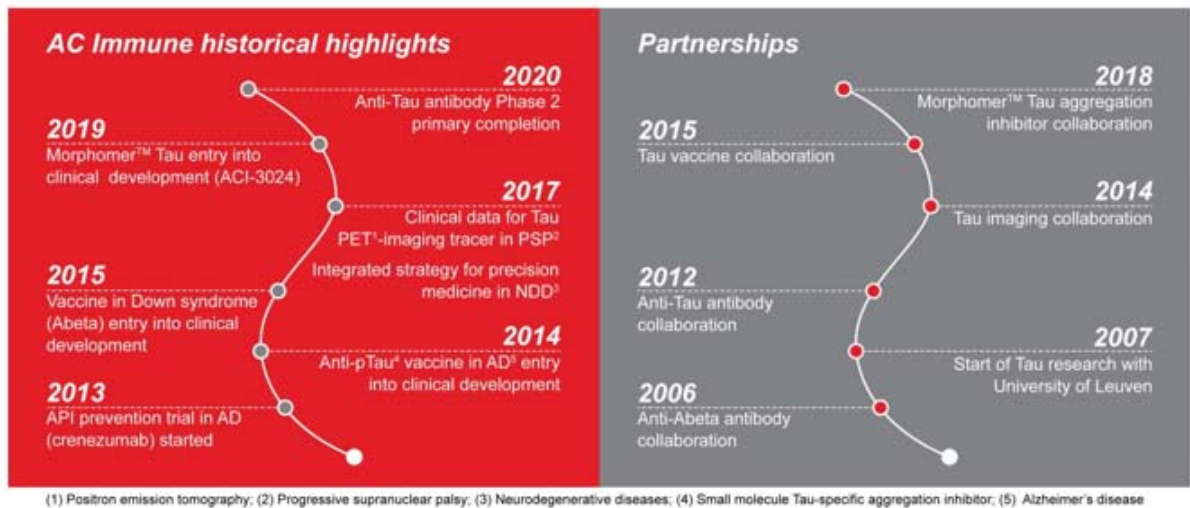 AC Immune historical highlights
2020
Anti-Tau antibody Phase 2
primary completion
2019
Morphomer™ Tau entry into
clinical development (ACI-3024)
2017
Clinical data for Tau
PET¹-imaging tracer in PSP²
Integrated strategy for precision
medicine in NDD³
2015
Vaccine in Down syndrome
(Abeta) entry into clinical
development
2014
Anti-pTau⁴ vaccine in AD⁵ entry
into clinical development
2013
API prevention trial in AD
(crenezumab) started
Partnerships
2018
Morphomer™ Tau aggregation
inhibitor collaboration
2015
Tau vaccine collaboration
2014
Tau imaging collaboration
2012
Anti-Tau antibody
collaboration
2007
Start of Tau research with
University of Leuven
2006
Anti-Abeta antibody
collaboration
(1) Positron emission tomography; (2) Progressive supranuclear palsy; (3) Neurodegenerative diseases; (4) Small molecule Tau-specific aggregation inhibitor; (5) Alzheimer's disease